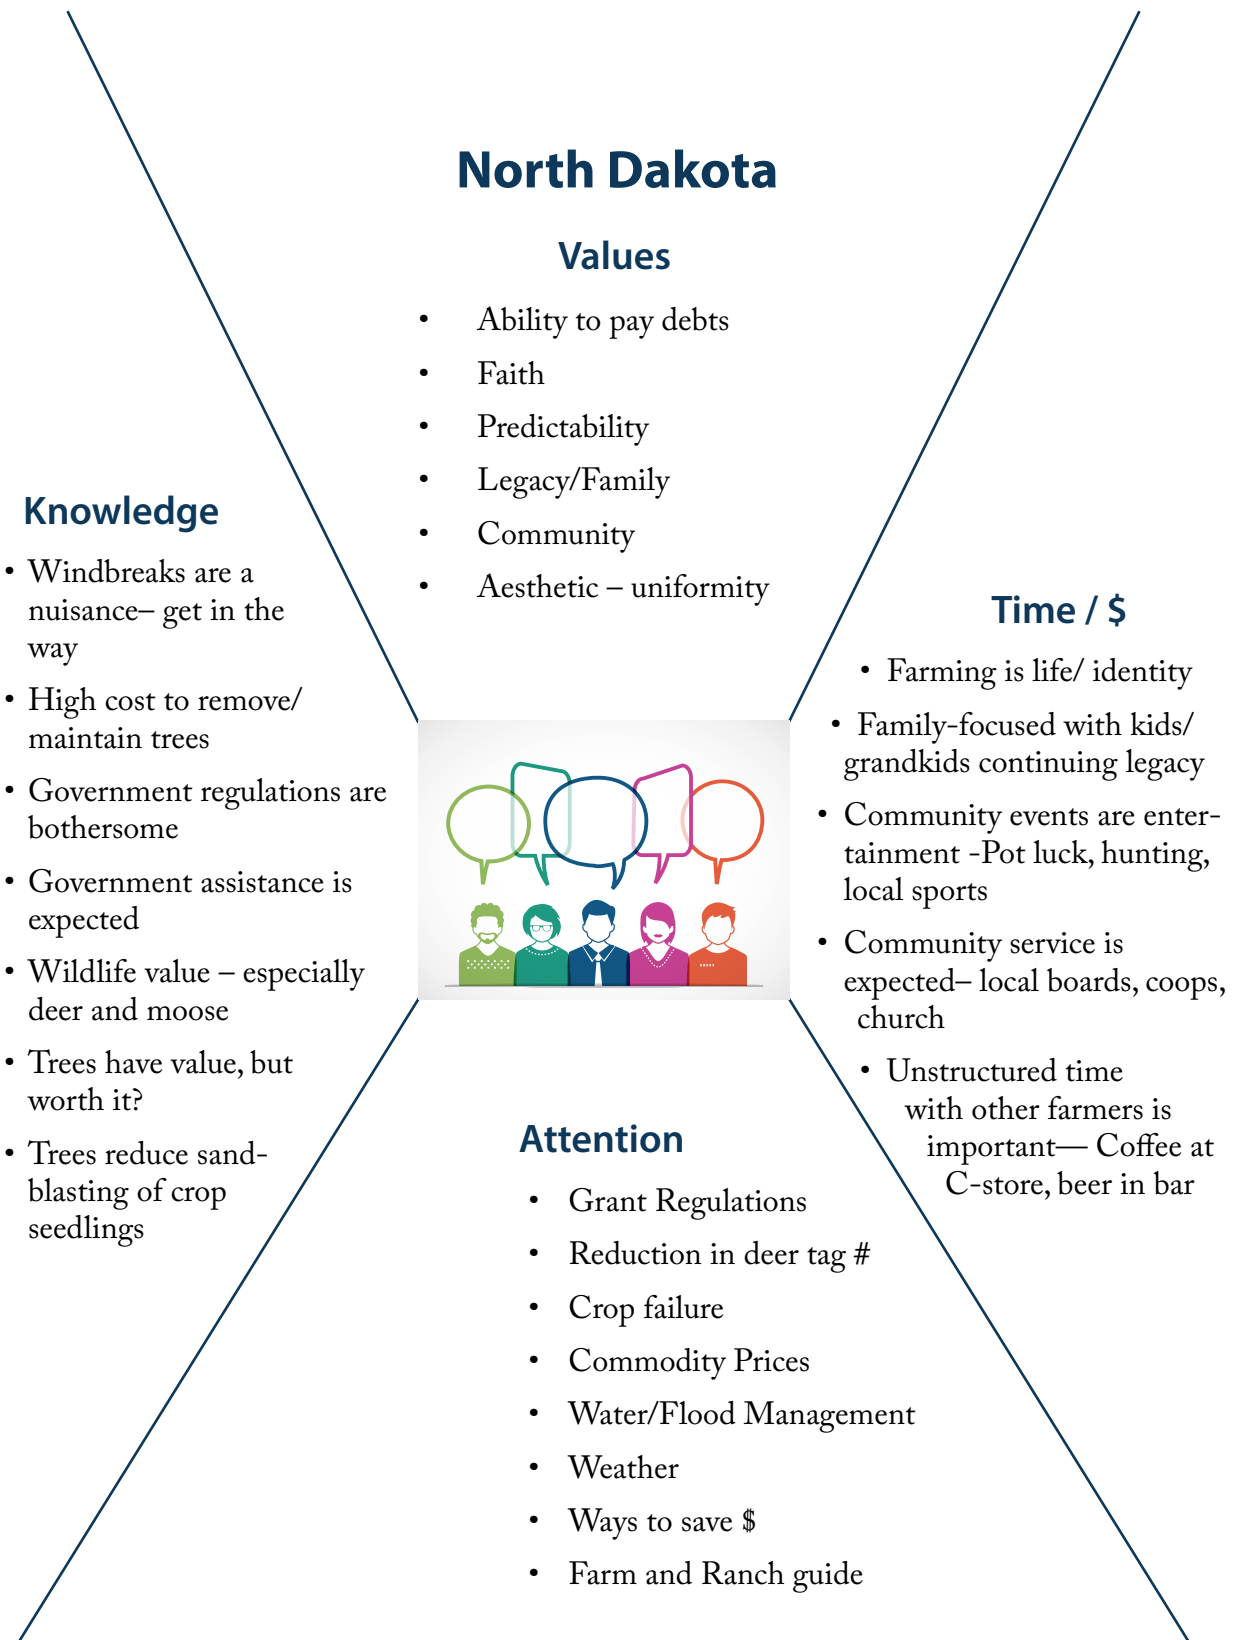 North Dakota
Values
• Ability to pay debts
• Faith
• Predictability
• Legacy/Family
• Community
• Aesthetic – uniformity
Knowledge
• Windbreaks are a
nuisance– get in the
way
• High cost to remove/
maintain trees
• Government regulations are
bothersome
• Government assistance is
expected
• Wildlife value – especially
deer and moose
• Trees have value, but
worth it?
• Trees reduce sand-
blasting of crop
seedlings
Time / $
• Farming is life/ identity
• Family-focused with kids/
grandkids continuing legacy
• Community events are enter-
tainment -Pot luck, hunting,
local sports
• Community service is
expected– local boards, coops,
church
• Unstructured time
with other farmers is
important— Coffee at
C-store, beer in bar
Attention
• Grant Regulations
• Reduction in deer tag #
• Crop failure
• Commodity Prices
• Water/Flood Management
• Weather
• Ways to save $
• Farm and Ranch guide